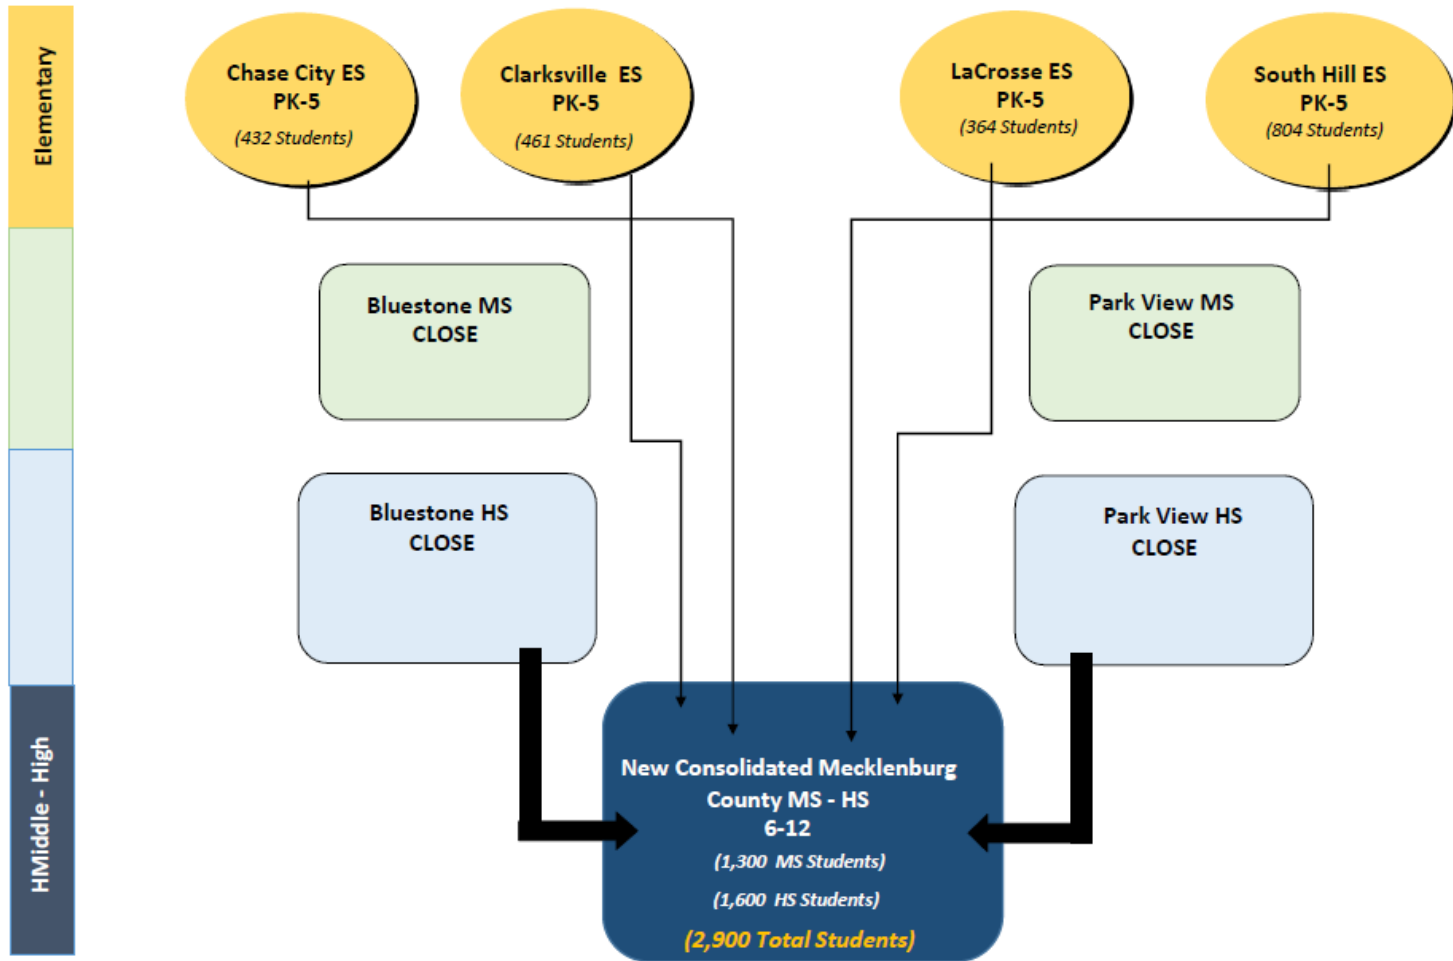 Elementary
Chase City ES
PK-5
(432 Students)
Clarksville ES
PK-5
(461 Students)
LaCrosse ES
PK-5
(364 Students)
South Hill ES
PK-5
(804 Students)
Bluestone MS
CLOSE
Park View MS
CLOSE
Bluestone HS
CLOSE
Park View HS
CLOSE
HMiddle - High
New Consolidated Mecklenburg
County MS - HS
6-12
(1,300 MS Students)
(1,600 HS Students)
(2,900 Total Students)